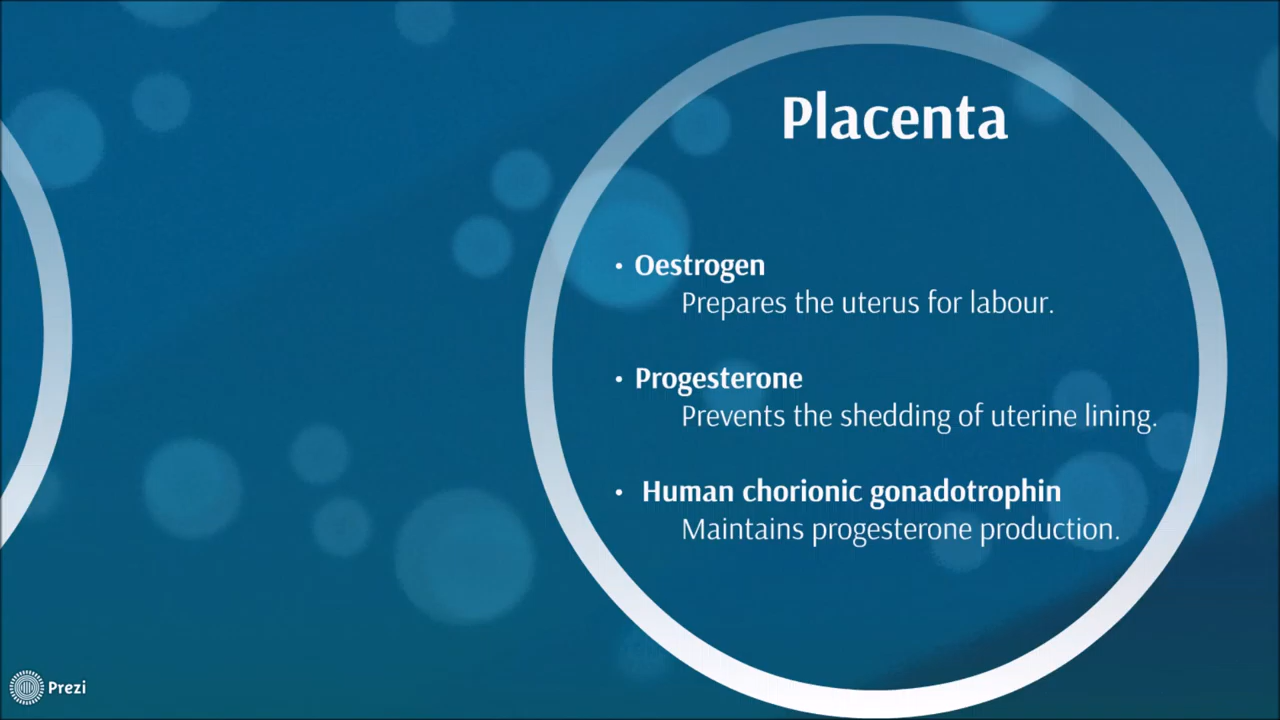 Placenta
• Oestrogen
Prepares the uterus for labour.
• Progesterone
Prevents the shedding of uterine lining.
• Human chorionic gonadotrophin
Maintains progesterone production.
Prezi